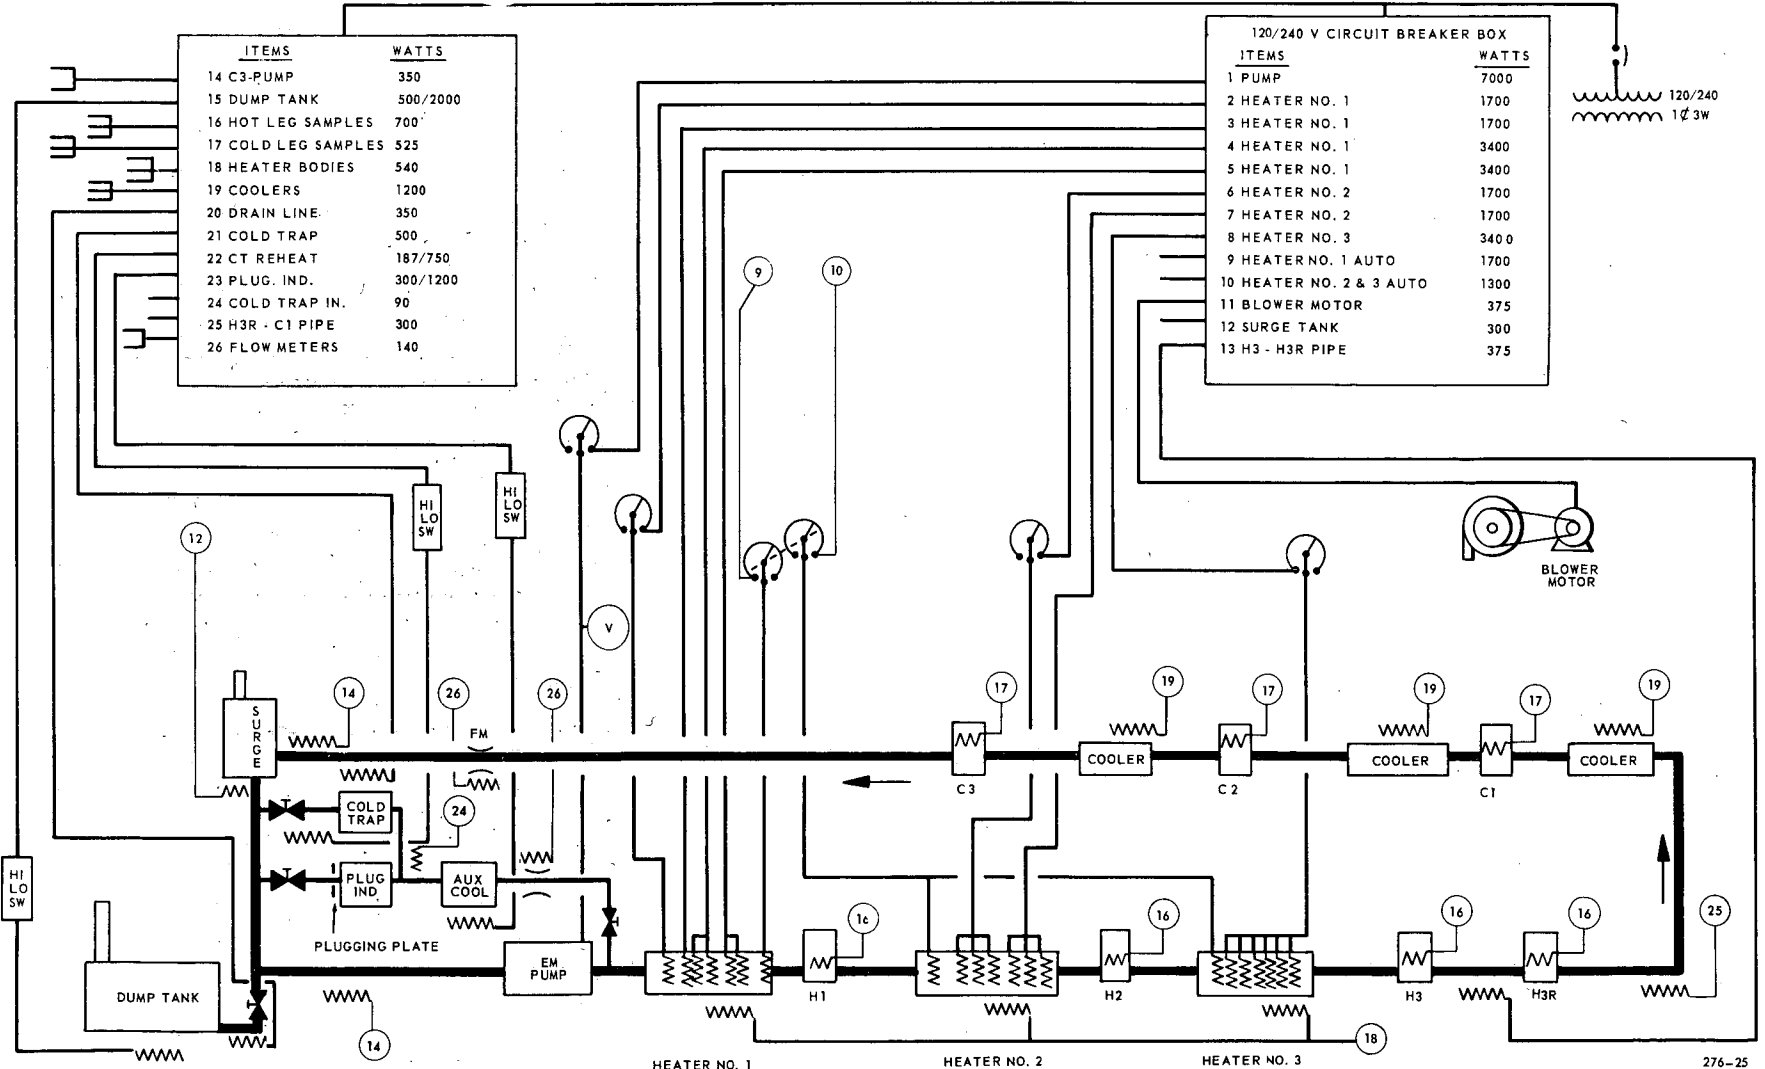 ITEMS WATTS
14 C3-PUMP 350
15 DUMP TANK 500/2000
16 HOT LEG SAMPLES 700
17 COLD LEG SAMPLES 525
18 HEATER BODIES 540
19 COOLERS 1200
20 DRAIN LINE 350
21 COLD TRAP 500
22 CT REHEAT 187/750
23 PLUG. IND. 300/1200
24 COLD TRAP IN. 90
25 H3R - C1 PIPE 300
26 FLOW METERS 140
120/240 V CIRCUIT BREAKER BOX
ITEMS WATTS
1 PUMP 7000
2 HEATER NO. 1 1700
3 HEATER NO. 1 1700
4 HEATER NO. 1 3400
5 HEATER NO. 1 3400
6 HEATER NO. 2 1700
7 HEATER NO. 2 1700
8 HEATER NO. 3 3400
9 HEATER NO. 1 AUTO 1700
10 HEATER NO. 2 & 3 AUTO 1300
11 BLOWER MOTOR 375
12 SURGE TANK 300
13 H3 - H3R PIPE 375
120/240
1₵ 3W
9
10
HI
LO
SW
HI
LO
SW
12
BLOWER
MOTOR
V
SURGE
14
26
FM
26
17
19
17
19
17
19
C3
COOLER
C2
COOLER
C1
COOLER
COLD
TRAP
24
HI
LO
SW
PLUG
IND
AUX
COOL
PLUGGING PLATE
EM
PUMP
16
16
16
16
25
DUMP TANK
H1
H2
H3
H3R
14
18
HEATER NO. 1
HEATER NO. 2
HEATER NO. 3
276-25